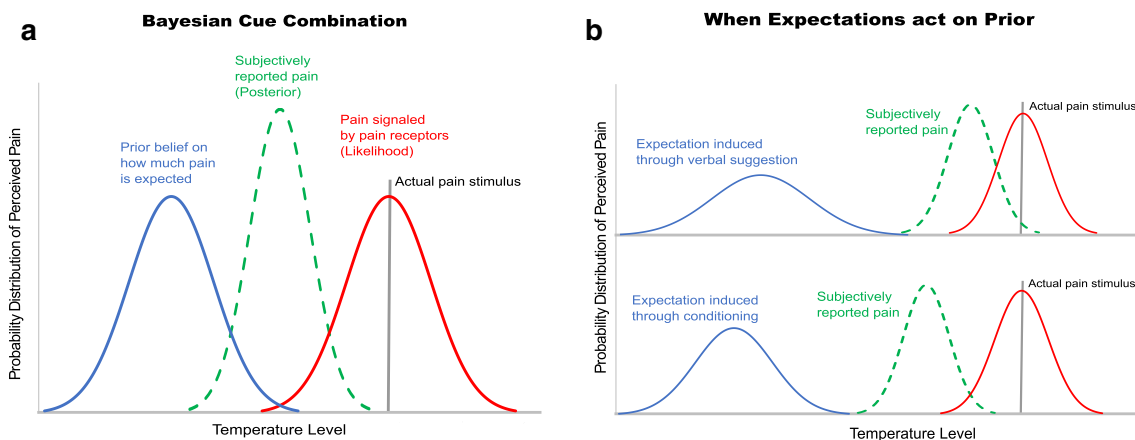 a
Bayesian Cue Combination
Subjectively
reported pain
(Posterior)
Pain signaled
by pain receptors
(Likelihood)
Prior belief on
how much pain
is expected
Actual pain stimulus
Probability Distribution of Perceived Pain
Temperature Level
b
When Expectations act on Prior
Actual pain stimulus
Subjectively
reported pain
Expectation induced
through verbal suggestion
Probability Distribution of Perceived Pain
Actual pain stimulus
Expectation induced
through conditioning
Subjectively
reported pain
Temperature Level